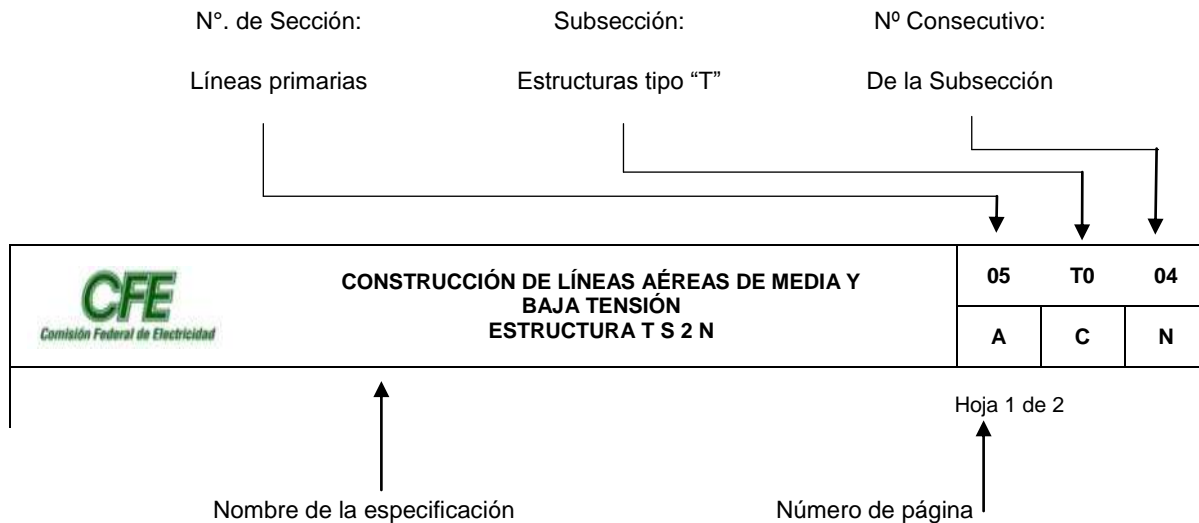 N°. de Sección: Subsección: Nº Consecutivo:
Líneas primarias Estructuras tipo “T” De la Subsección
CFE
Comisión Federal de Electricidad
CONSTRUCCIÓN DE LÍNEAS AÉREAS DE MEDIA Y
BAJA TENSIÓN
ESTRUCTURA T S 2 N
05 T0 04
A C N
Hoja 1 de 2
Nombre de la especificación Número de página